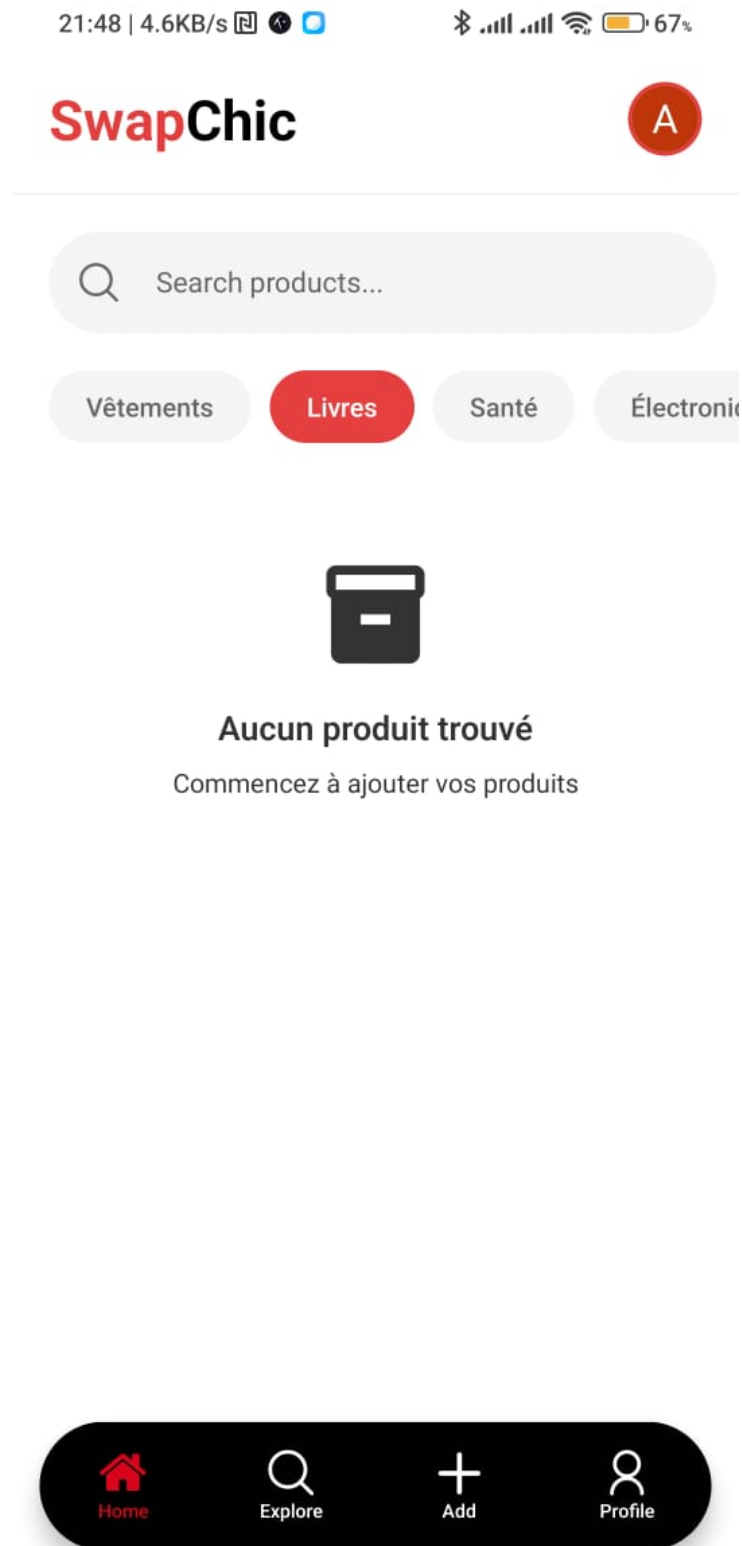 21:48 | 4.6KB/s 67%
SwapChic A
Search products...
Vêtements Livres Santé Électroniq
Aucun produit trouvé
Commencez à ajouter vos produits
Home Explore Add Profile